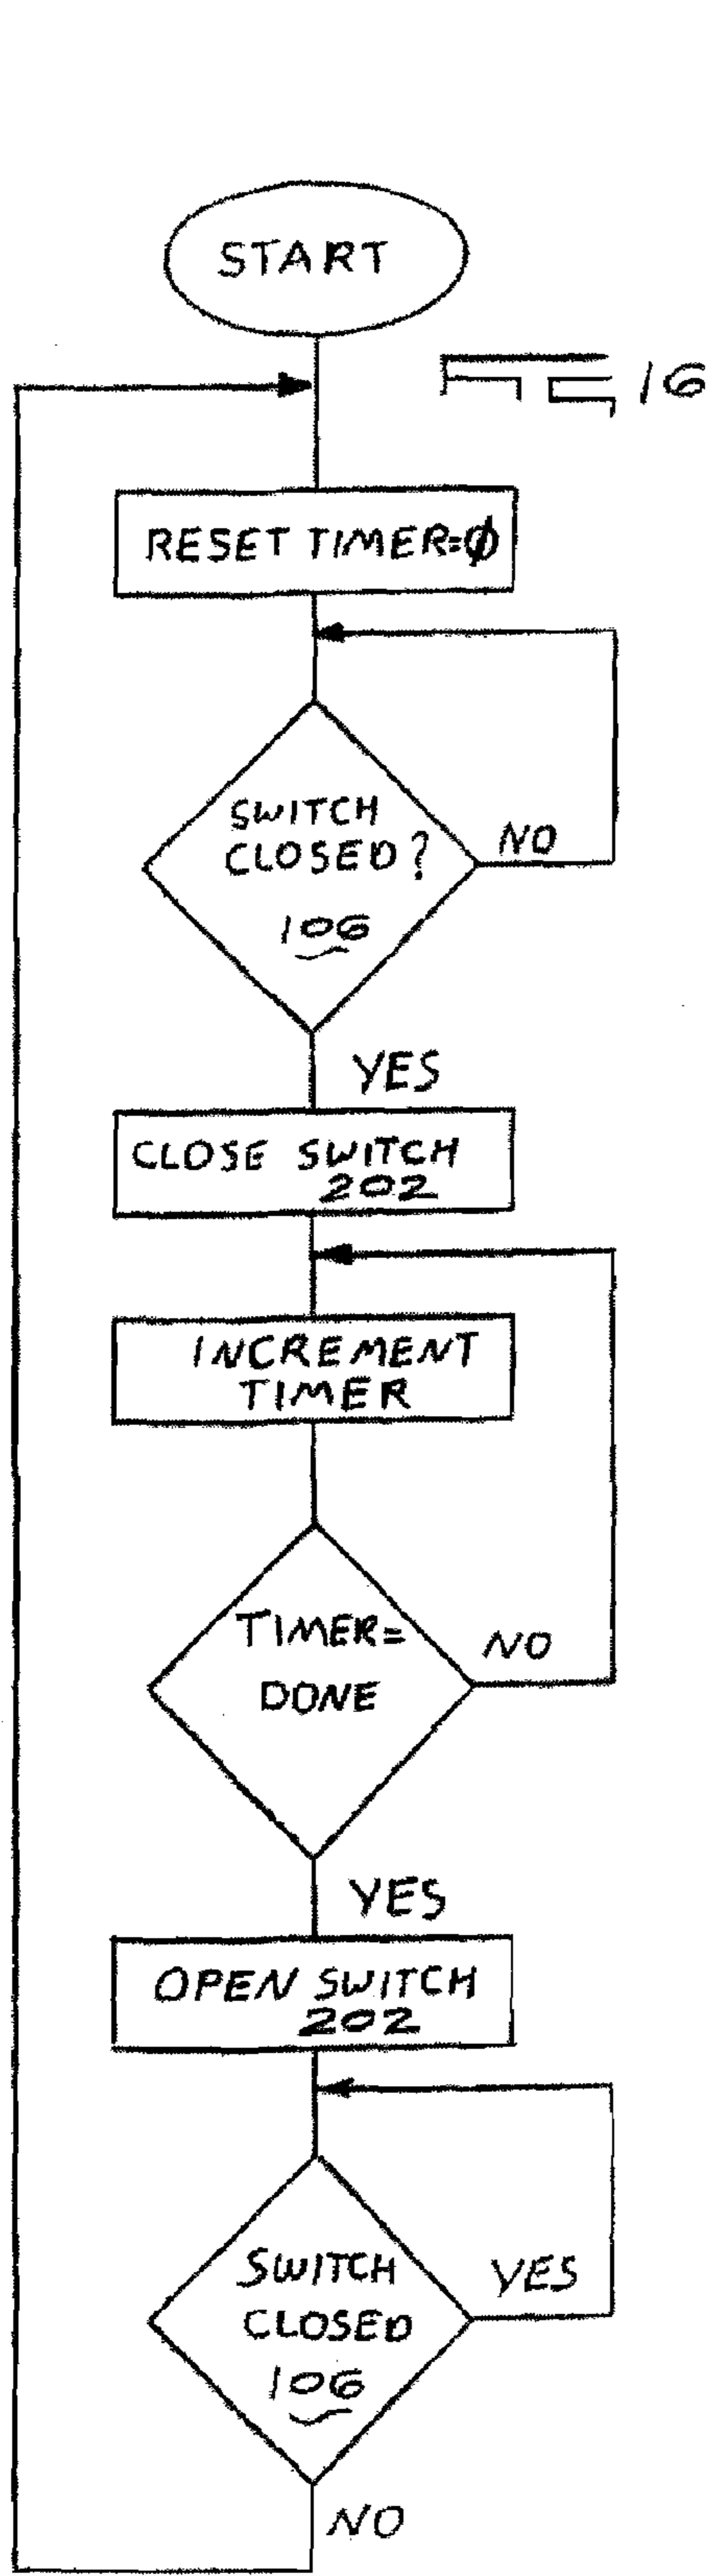 START
16
RESET TIMER=Ø
SWITCH
CLOSED?
106
NO
YES
CLOSE SWITCH
202
INCREMENT
TIMER
TIMER=
DONE
NO
YES
OPEN SWITCH
202
SWITCH
CLOSED
106
YES
NO